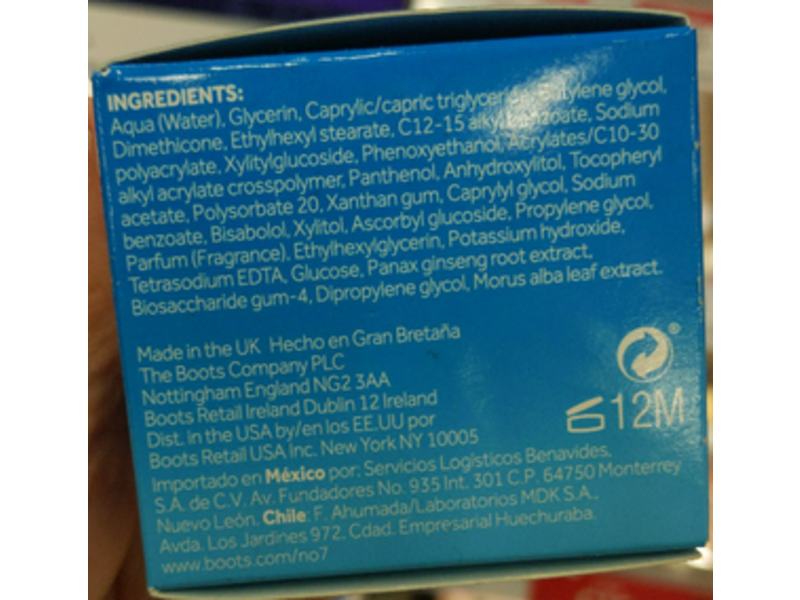 INGREDIENTS:
Aqua (Water), Glycerin, Caprylic/capric triglyceride, Butylene glycol,
Dimethicone, Ethylhexyl stearate, C12-15 alkyl benzoate, Sodium
polyacrylate, Xylitylglucoside, Phenoxyethanol, Acrylates/C10-30
alkyl acrylate crosspolymer, Panthenol, Anhydroxylitol, Tocopheryl
acetate, Polysorbate 20, Xanthan gum, Caprylyl glycol, Sodium
benzoate, Bisabolol, Xylitol, Ascorbyl glucoside, Propylene glycol,
Parfum (Fragrance), Ethylhexylglycerin, Potassium hydroxide,
Tetrasodium EDTA, Glucose, Panax ginseng root extract,
Biosaccharide gum-4, Dipropylene glycol, Morus alba leaf extract.
Made in the UK Hecho en Gran Bretaña
The Boots Company PLC
Nottingham England NG2 3AA
Boots Retail Ireland Dublin 12 Ireland
Dist. in the USA by/en los EE.UU por
Boots Retail USA Inc. New York NY 10005
®
12M
Importado en México por: Servicios Logísticos Benavides,
S.A. de C.V. Av. Fundadores No. 935 Int. 301 C.P. 64750 Monterrey
Nuevo León. Chile: F. Ahumada/Laboratorios MDK S.A.,
Avda. Los Jardines 972. Cdad. Empresarial Huechuraba.
www.boots.com/no7